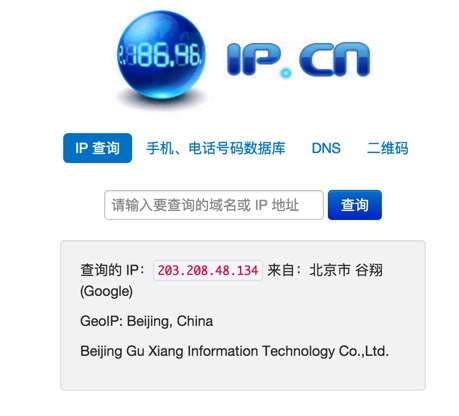 2.186.46.
IP.CN
IP 查询 手机、电话号码数据库 DNS 二维码
请输入要查询的域名或 IP 地址 查询
查询的 IP： 203.208.48.134 来自：北京市 谷翔
(Google)
GeoIP: Beijing, China
Beijing Gu Xiang Information Technology Co.,Ltd.